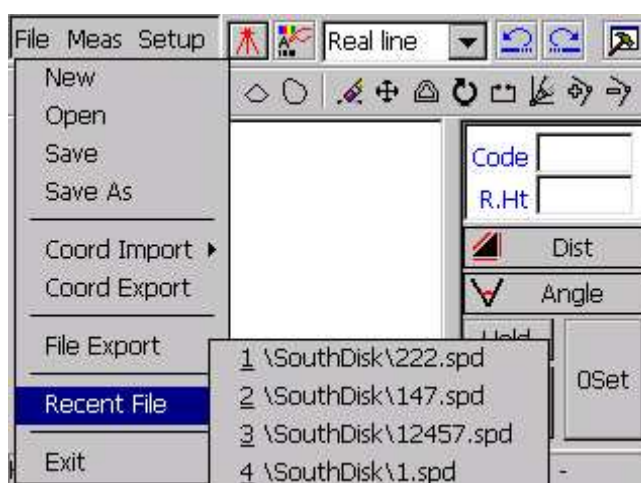 File Meas Setup Real line
New
Open
Save
Save As
Coord Import
Coord Export
File Export
Recent File
Exit
1 \SouthDisk\222.spd
2 \SouthDisk\147.spd
3 \SouthDisk\12457.spd
4 \SouthDisk\1.spd
Code
R.Ht
Dist
Angle
0Set
-